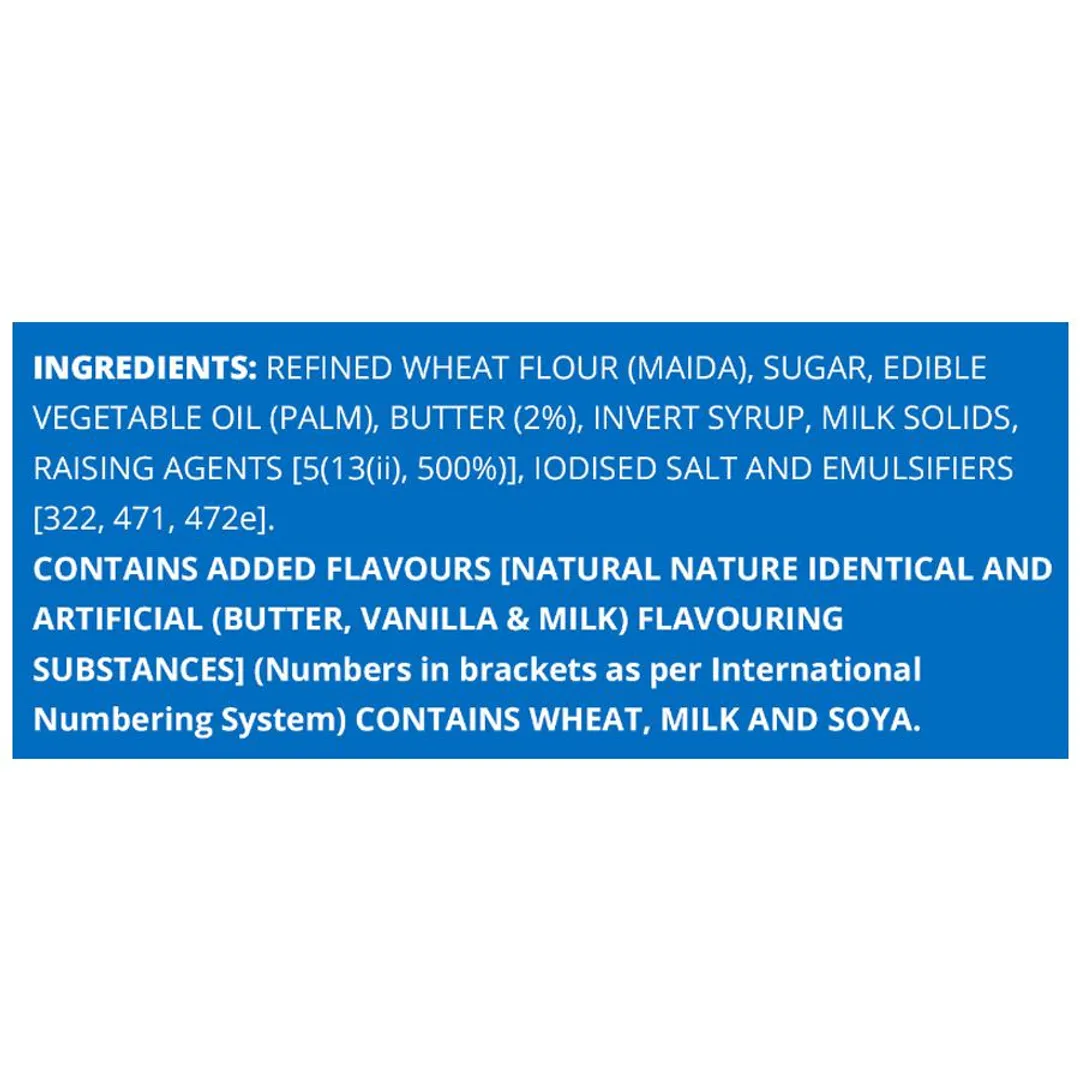 INGREDIENTS: REFINED WHEAT FLOUR (MAIDA), SUGAR, EDIBLE
VEGETABLE OIL (PALM), BUTTER (2%), INVERT SYRUP, MILK SOLIDS,
RAISING AGENTS [5(13(ii), 500%)], IODISED SALT AND EMULSIFIERS
[322, 471, 472e].
CONTAINS ADDED FLAVOURS [NATURAL NATURE IDENTICAL AND
ARTIFICIAL (BUTTER, VANILLA & MILK) FLAVOURING
SUBSTANCES] (Numbers in brackets as per International
Numbering System) CONTAINS WHEAT, MILK AND SOYA.